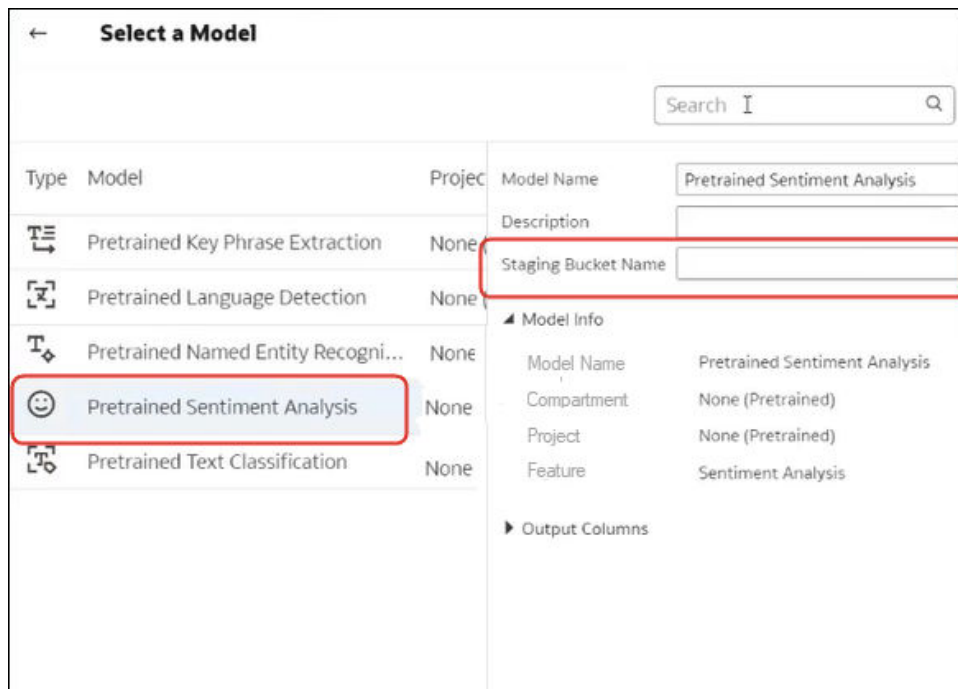 Select a Model
Search
Type Model Projec
Pretrained Key Phrase Extraction None (
Pretrained Language Detection None (
Pretrained Named Entity Recogni... None
Pretrained Sentiment Analysis None
Pretrained Text Classification None
Model Name Pretrained Sentiment Analysis
Description
Staging Bucket Name
Model Info
Model Name Pretrained Sentiment Analysis
Compartment None (Pretrained)
Project None (Pretrained)
Feature Sentiment Analysis
Output Columns